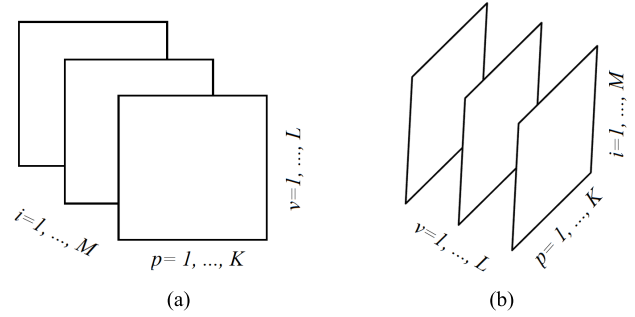 i=1, ..., M
p= 1, ..., K
v=1, ..., L
(a)
v=1, ..., L
p= 1, ..., K
i=1, ..., M
(b)